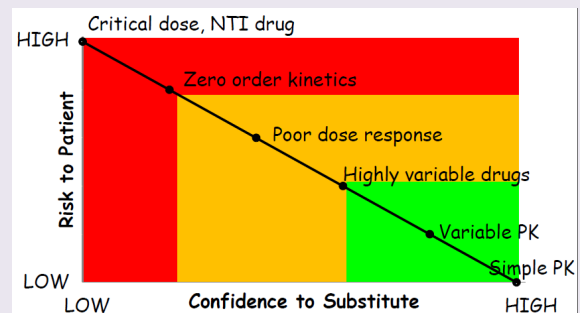 Critical dose, NTI drug
HIGH
Zero order kinetics
Poor dose response
Highly variable drugs
Variable PK
Simple PK
Risk to Patient
LOW
LOW
Confidence to Substitute
HIGH